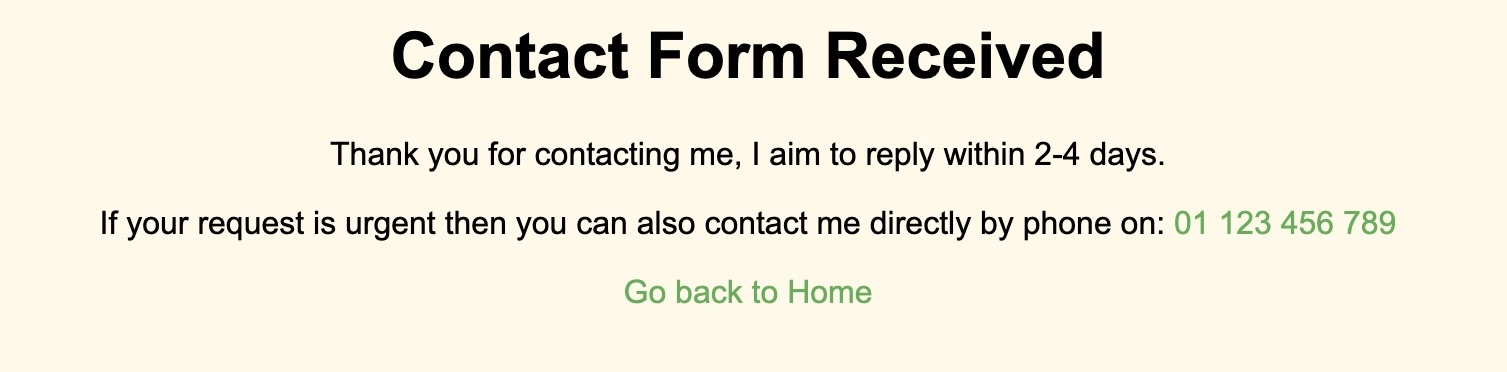 Contact Form Received
Thank you for contacting me, I aim to reply within 2-4 days.
If your request is urgent then you can also contact me directly by phone on: 01 123 456 789
Go back to Home